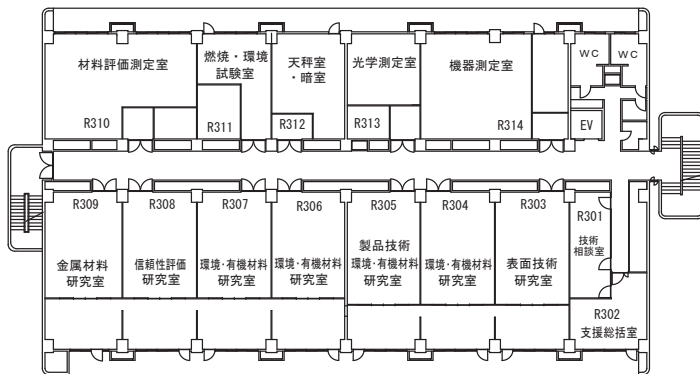 材料評価測定室
R310
燃焼・環境
試験室
R311
天秤室
・暗室
R312
光学測定室
R313
機器測定室
R314
WC
WC
EV
R309
金属材料
研究室
R308
信頼性評価
研究室
R307
環境・有機材料
研究室
R306
環境・有機材料
研究室
R305
製品技術
環境・有機材料
研究室
R304
環境・有機材料
研究室
R303
表面技術
研究室
R301
技術
相談室
R302
支援総括室